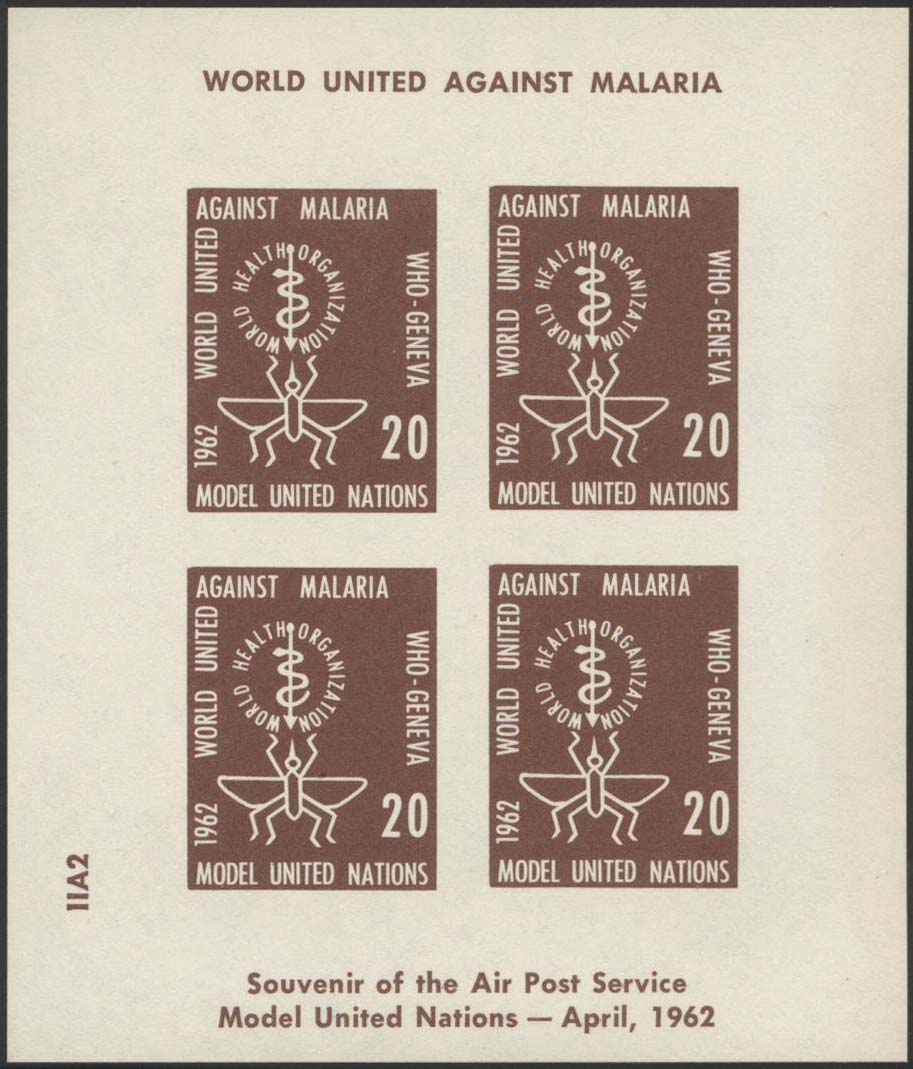 WORLD UNITED AGAINST MALARIA
AGAINST MALARIA
WORLD UNITED
WORLD HEALTH ORGANIZATION
WHO-GENEVA
1962
20
MODEL UNITED NATIONS
AGAINST MALARIA
WORLD UNITED
WORLD HEALTH ORGANIZATION
WHO-GENEVA
1962
20
MODEL UNITED NATIONS
AGAINST MALARIA
WORLD UNITED
WORLD HEALTH ORGANIZATION
WHO-GENEVA
1962
20
MODEL UNITED NATIONS
AGAINST MALARIA
WORLD UNITED
WORLD HEALTH ORGANIZATION
WHO-GENEVA
1962
20
MODEL UNITED NATIONS
IIA2
Souvenir of the Air Post Service
Model United Nations — April, 1962